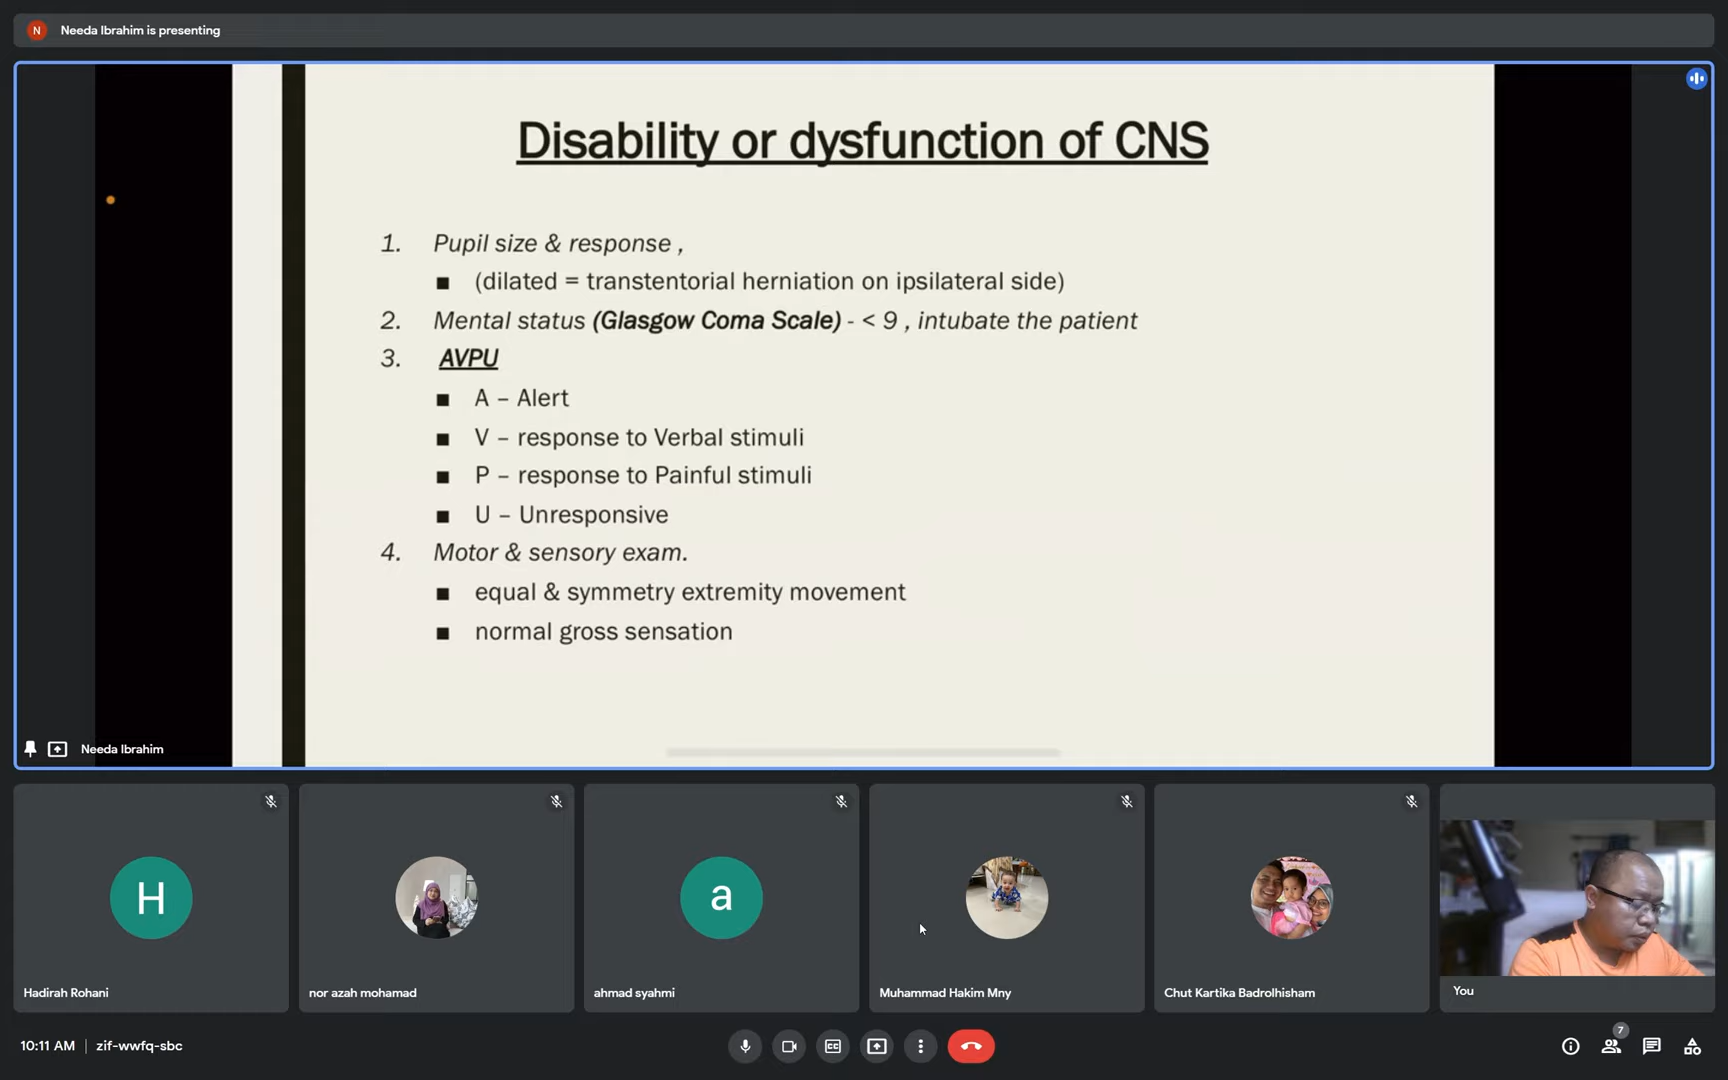 N Needa Ibrahim is presenting
Disability or dysfunction of CNS
1. Pupil size & response ,
■ (dilated = transtentorial herniation on ipsilateral side)
2. Mental status (Glasgow Coma Scale) - < 9 , intubate the patient
3. AVPU
■ A – Alert
■ V – response to Verbal stimuli
■ P – response to Painful stimuli
■ U – Unresponsive
4. Motor & sensory exam.
■ equal & symmetry extremity movement
■ normal gross sensation
Needa Ibrahim
H
a
Hadirah Rohani
nor azah mohamad
ahmad syahmi
Muhammad Hakim Mny
Chut Kartika Badrolhisham
You
10:11 AM | zif-wwfq-sbc
CC
7